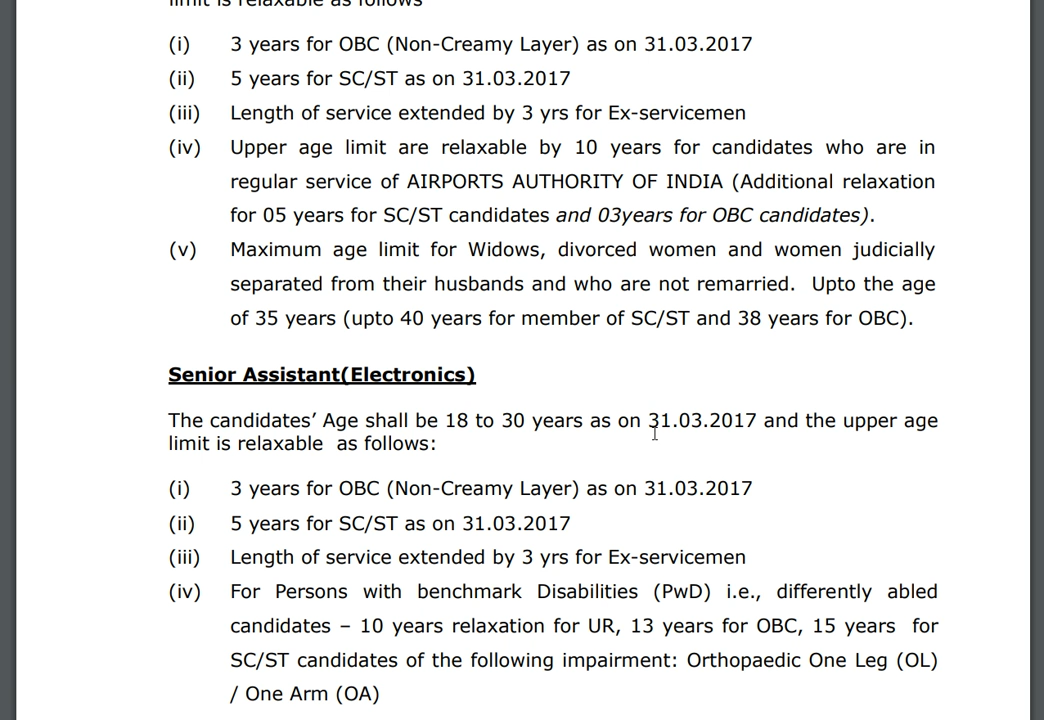 limit is relaxable as follows
(i) 3 years for OBC (Non-Creamy Layer) as on 31.03.2017
(ii) 5 years for SC/ST as on 31.03.2017
(iii) Length of service extended by 3 yrs for Ex-servicemen
(iv) Upper age limit are relaxable by 10 years for candidates who are in
regular service of AIRPORTS AUTHORITY OF INDIA (Additional relaxation
for 05 years for SC/ST candidates and 03years for OBC candidates).
(v) Maximum age limit for Widows, divorced women and women judicially
separated from their husbands and who are not remarried. Upto the age
of 35 years (upto 40 years for member of SC/ST and 38 years for OBC).
Senior Assistant(Electronics)
The candidates’ Age shall be 18 to 30 years as on 31.03.2017 and the upper age
limit is relaxable as follows:
(i) 3 years for OBC (Non-Creamy Layer) as on 31.03.2017
(ii) 5 years for SC/ST as on 31.03.2017
(iii) Length of service extended by 3 yrs for Ex-servicemen
(iv) For Persons with benchmark Disabilities (PwD) i.e., differently abled
candidates – 10 years relaxation for UR, 13 years for OBC, 15 years for
SC/ST candidates of the following impairment: Orthopaedic One Leg (OL)
/ One Arm (OA)